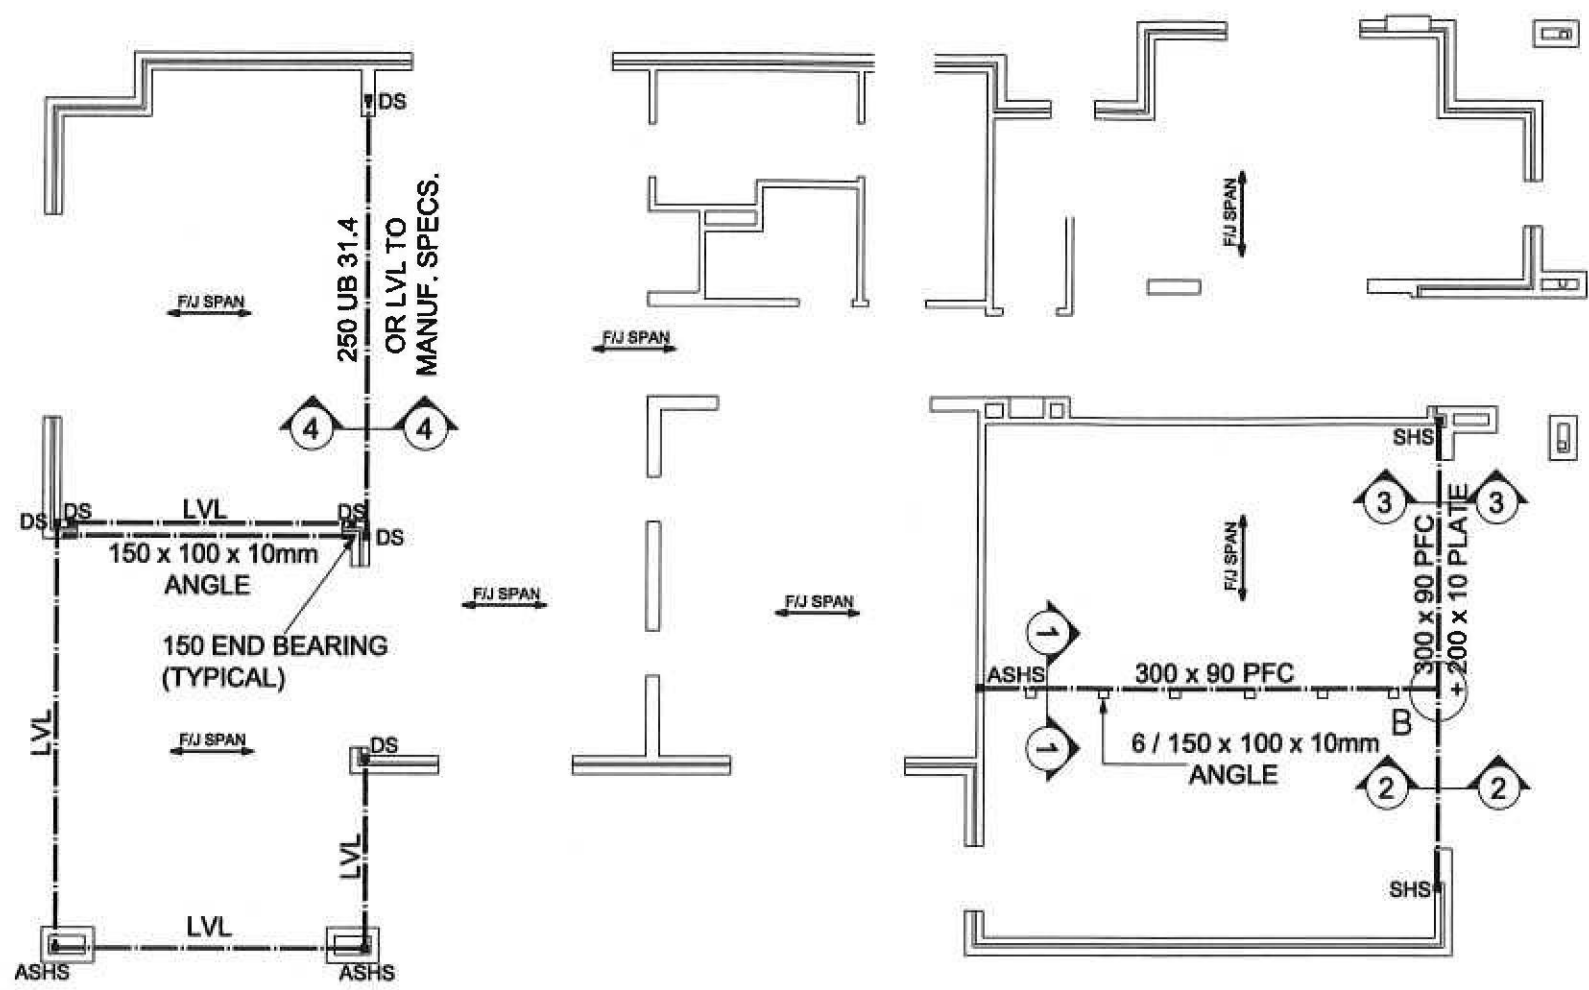 DS
250 UB 31.4
OR LVL TO
MANUF. SPECS.
F/J SPAN
F/J SPAN
F/J SPAN
4
4
SHS
3
3
DS
DS
LVL
DS
DS
150 x 100 x 10mm
ANGLE
300 x 90 PFC
+ 200 x 10 PLATE
F/J SPAN
F/J SPAN
F/J SPAN
150 END BEARING
(TYPICAL)
1
ASHS
300 x 90 PFC
B
LVL
F/J SPAN
DS
1
6 / 150 x 100 x 10mm
ANGLE
2
2
LVL
SHS
LVL
ASHS
ASHS